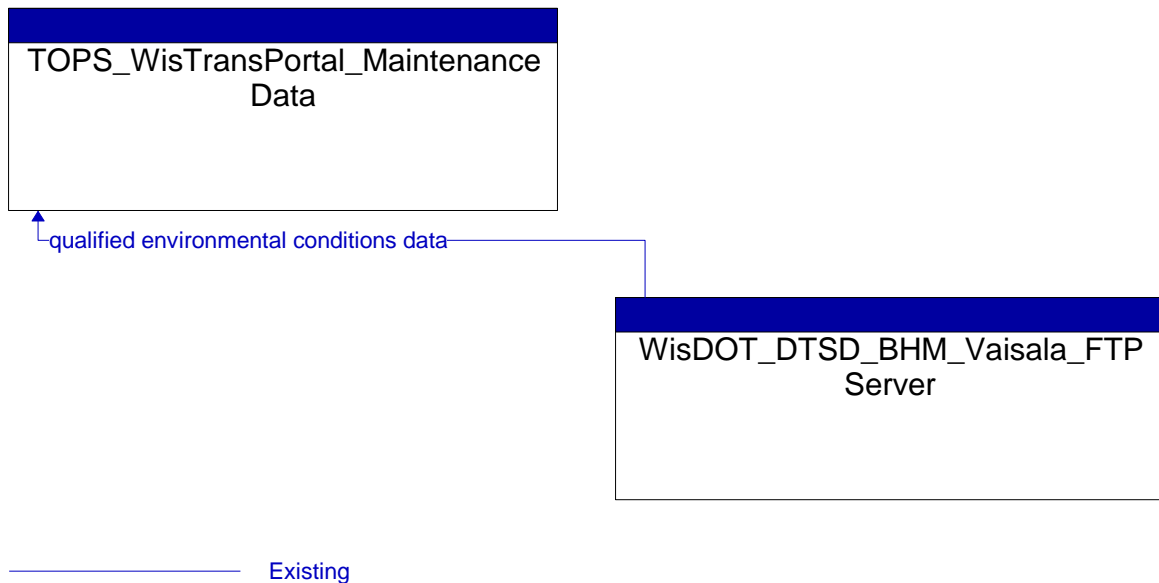 TOPS_WisTransPortal_Maintenance
Data
qualified environmental conditions data
WisDOT_DTSD_BHM_Vaisala_FTP
Server
Existing